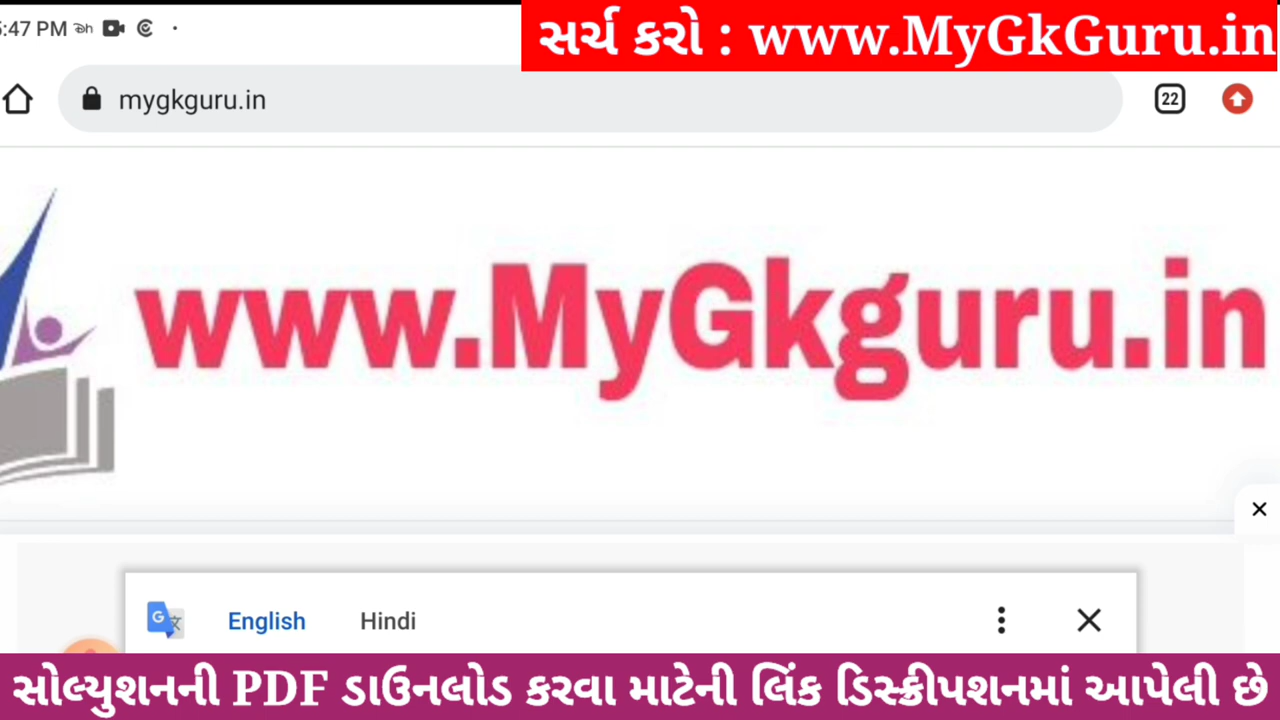 5:47 PM
સર્ચ કરો : www.MyGkGuru.in
mygkguru.in
22
www.MyGkguru.in
English Hindi
સોલ્યુશનની PDF ડાઉનલોડ કરવા માટેની લિંક ડિસ્ક્રીપશનમાં આપેલી છે